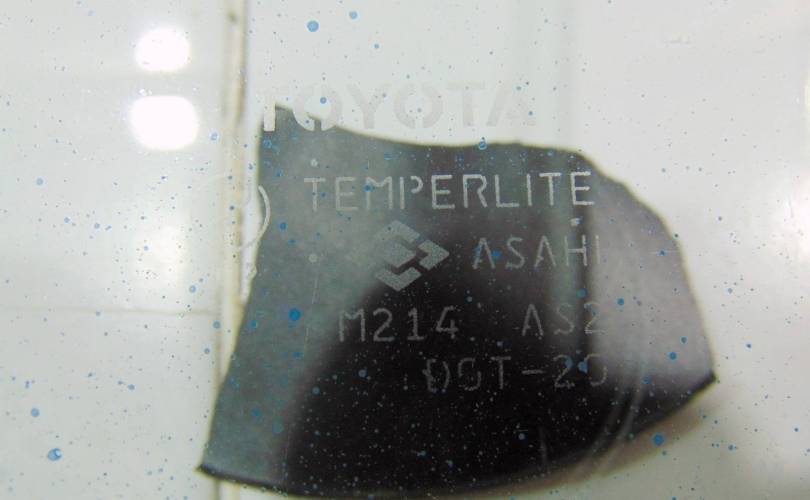 TOYOTA
TEMPERLITE
ASAHI
M214 AS2
DOT-20